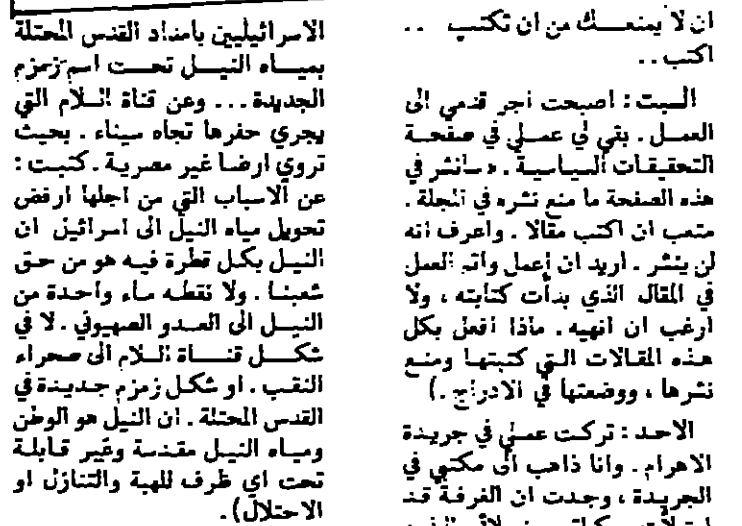 ان لا يمنعك من ان تكتب ..
اكتب ..
السبت : اصبحت اجر قدمي الى
العمل . بقي لي عملي في صفحة
التحقيقات السياسية . « سانشر في
هذه الصفحة ما منع نشره في المجلة .
متعب ان اكتب مقالا . واعرف انه
لن ينشر . اريد ان اعمل واتم العمل
في المقال الذي بدأت كتابته ، ولا
ارغب ان انهيه . ماذا افعل بكل
هذه المقالات التي كتبتها ومنع
نشرها ، ووضعتها في الادراج .)
الاحد : تركت عملي في جريدة
الاهرام . وانا ذاهب الى مكتبي في
الجريدة ، وجدت ان الغرفة قد
الاسرائيليين بامداد القدس المحتلة
بمياه النيل تحت اسم زمزم
الجديدة ... وعن قناة السلام التي
يجري حفرها تجاه سيناء . بحيث
تروي ارضا غير مصرية . كتبت :
عن الاسباب التي من اجلها ارفض
تحويل مياه النيل الى اسرائيل ان
النيل بكل قطرة فيه هو من حق
شعبنا . ولا نقطه ماء واحدة من
النيل الى العدو الصهيوني . لا في
شكل قناة السلام الى صحراء
النقب . او شكل زمزم جديدة في
القدس المحتلة . ان النيل هو الوطن
ومياه النيل مقدسة وغير قابلة
تحت اي ظرف للهبة والتنازل او
الاحتلال) .